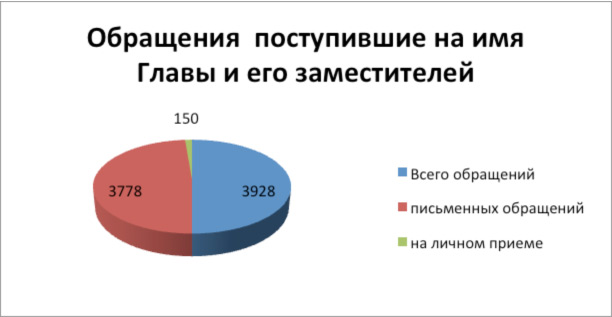 Обращения  поступившие на имя
Главы и его заместителей
150
3778
3928
Всего обращений
письменных обращений
на личном приеме